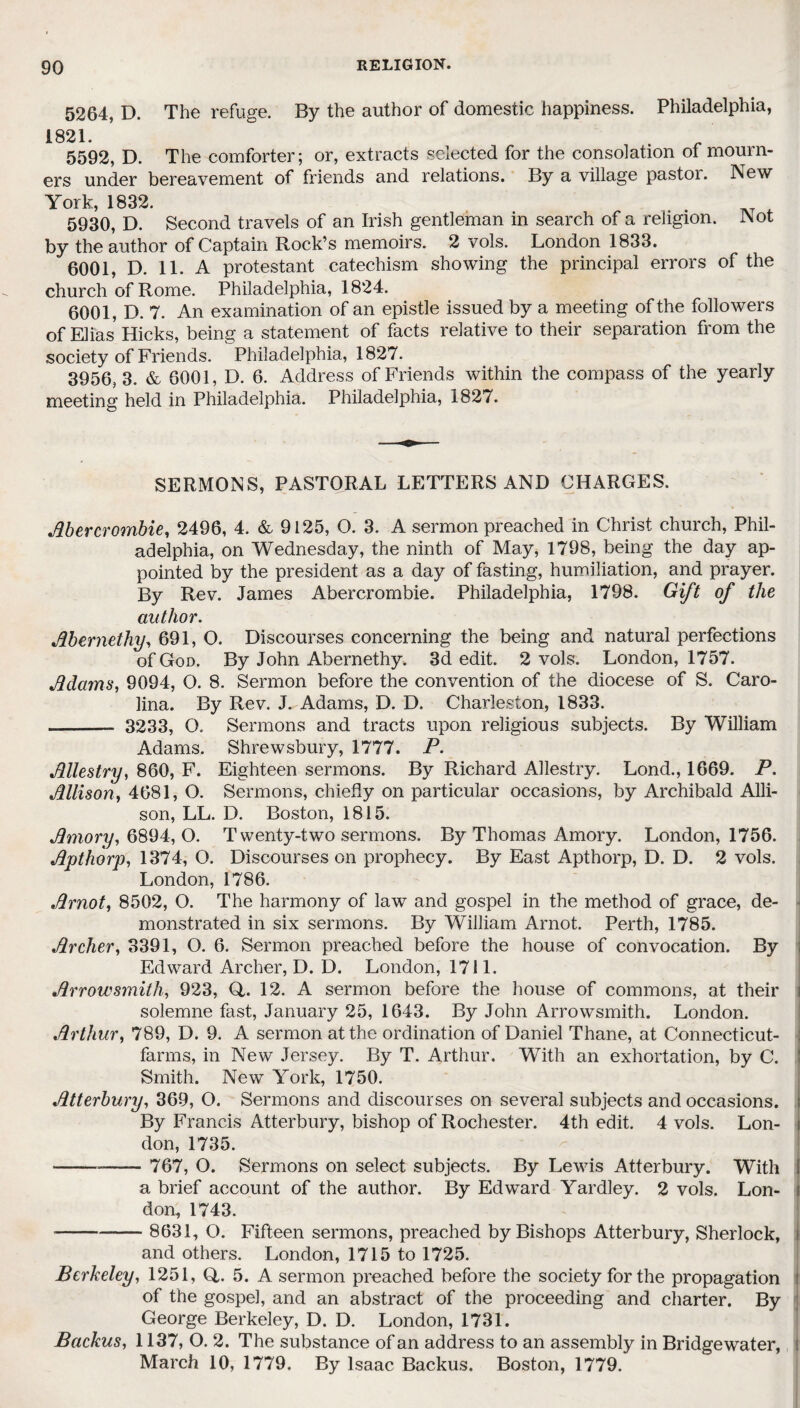 90 RELIGION.
5264, D. The refuge. By the author of domestic happiness. Philadelphia,
1821.
5592, D. The comforter; or, extracts selected for the consolation of mourn-
ers under bereavement of friends and relations. By a village pastor. New
York, 1832.
5930, D. Second travels of an Irish gentleman in search of a religion. Not
by the author of Captain Rock's memoirs. 2 vols. London 1833.
6001, D. 11. A protestant catechism showing the principal errors of the
church of Rome. Philadelphia, 1824.
6001, D. 7. An examination of an epistle issued by a meeting of the followers
of Elias Hicks, being a statement of facts relative to their separation from the
society of Friends. Philadelphia, 1827.
3956, 3. & 6001, D. 6. Address of Friends within the compass of the yearly
meeting held in Philadelphia. Philadelphia, 1827.
SERMONS, PASTORAL LETTERS AND CHARGES.
Abercrombie, 2496, 4. & 9125, O. 3. A sermon preached in Christ church, Phil-
adelphia, on Wednesday, the ninth of May, 1798, being the day ap-
pointed by the president as a day of fasting, humiliation, and prayer.
By Rev. James Abercrombie. Philadelphia, 1798. Gift of the
author.
Abernethy, 691, O. Discourses concerning the being and natural perfections
of God. By John Abernethy. 3d edit. 2 vols. London, 1757.
Adams, 9094, O. 8. Sermon before the convention of the diocese of S. Caro-
lina. By Rev. J. Adams, D. D. Charleston, 1833.
——— 3233, O. Sermons and tracts upon religious subjects. By William
Adams. Shrewsbury, 1777. P.
Allestry, 860, F. Eighteen sermons. By Richard Allestry. Lond., 1669. P.
Allison, 4681, O. Sermons, chiefly on particular occasions, by Archibald Alli-
son, LL. D. Boston, 1815.
Amory, 6894, O. Twenty-two sermons. By Thomas Amory. London, 1756.
Apthorp, 1374, O. Discourses on prophecy. By East Apthorp, D. D. 2 vols.
London, 1786.
Arnot, 8502, O. The harmony of law and gospel in the method of grace, de-
monstrated in six sermons. By William Arnot. Perth, 1785.
Archer, 3391, O. 6. Sermon preached before the house of convocation. By
Edward Archer, D. D. London, 1711.
Arrowsmith, 923, Q. 12. A sermon before the house of commons, at their
solemne fast, January 25, 1643. By John Arrowsmith. London.
Arthur, 789, D. 9. A sermon at the ordination of Daniel Thane, at Connecticut-
farms, in New Jersey. By T. Arthur. With an exhortation, by C.
Smith. New York, 1750.
Atterbury, 369, O. Sermons and discourses on several subjects and occasions.
By Francis Atterbury, bishop of Rochester. 4th edit. 4 vols. Lon-
don, 1735.
——— 767, O. Sermons on select subjects. By Lewis Atterbury. With
a brief account of the author. By Edward Yardley. 2 vols. Lon-
don, 1743.
——— 8631, O. Fifteen sermons, preached by Bishops Atterbury, Sherlock,
and others. London, 1715 to 1725.
Berkeley, 1251, Q. 5. A sermon preached before the society for the propagation
of the gospel, and an abstract of the proceeding and charter. By
George Berkeley, D. D. London, 1731.
Backus, 1137, O. 2. The substance of an address to an assembly in Bridgewater,
March 10, 1779. By Isaac Backus. Boston, 1779.